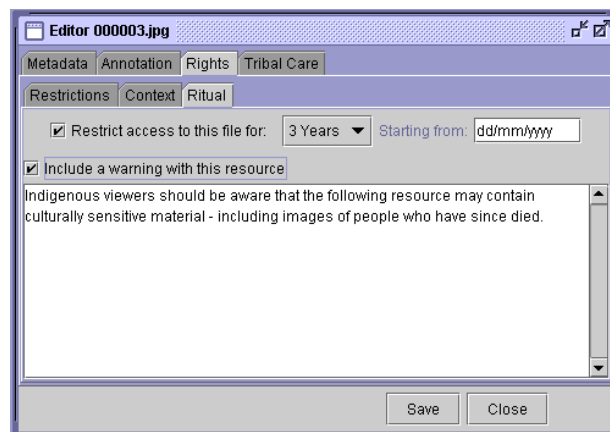 Editor 000003.jpg
Metadata Annotation Rights Tribal Care
Restrictions Context Ritual
Restrict access to this file for: 3 Years Starting from: dd/mm/yyyy
Include a warning with this resource
Indigenous viewers should be aware that the following resource may contain
culturally sensitive material - including images of people who have since died.
Save Close